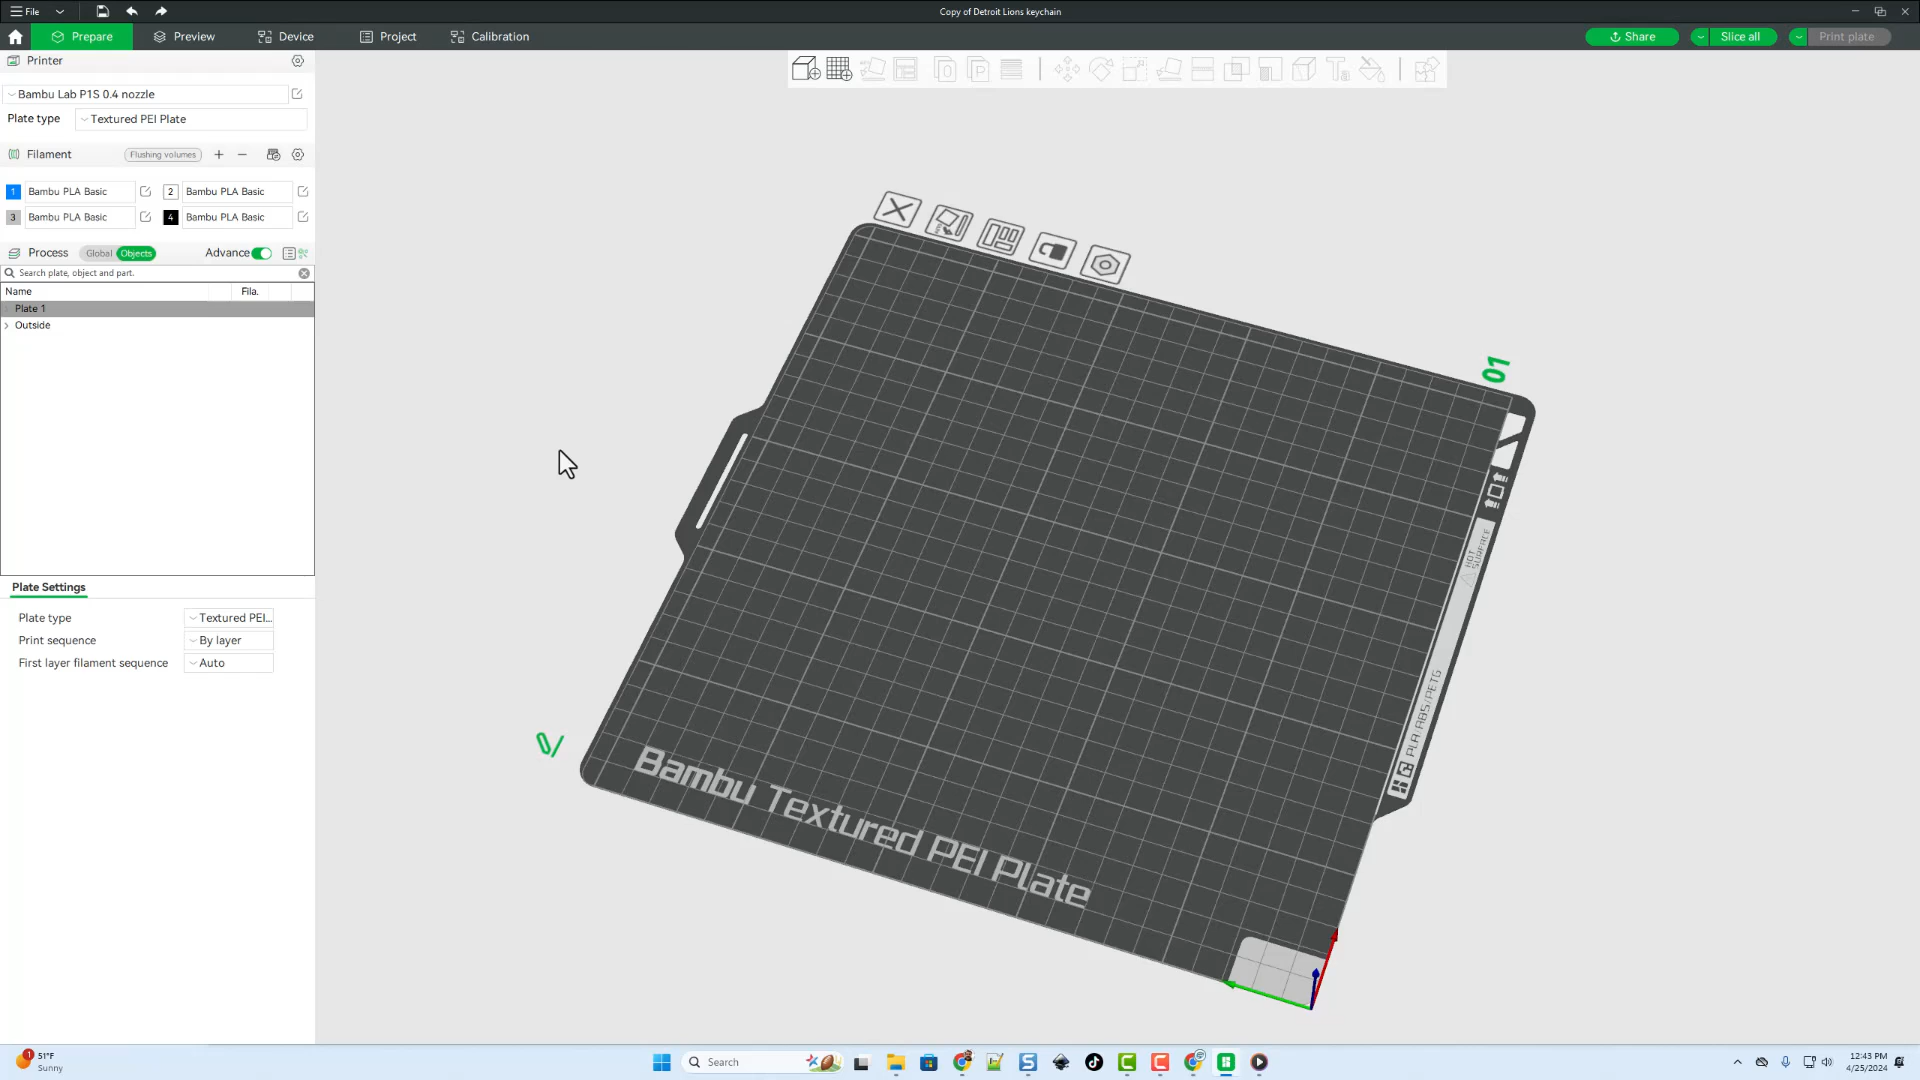 File
Copy of Detroit Lions keychain
Prepare
Preview
Device
Project
Calibration
Share
Slice all
Print plate
Printer
Bambu Lab P1S 0.4 nozzle
Plate type
Textured PEI Plate
Filament
Flushing volumes
1
Bambu PLA Basic
2
Bambu PLA Basic
3
Bambu PLA Basic
4
Bambu PLA Basic
Process
Global
Objects
Advance
Search plate, object and part.
Name
Fila.
Plate 1
Outside
Plate Settings
Plate type
Textured PEI...
Print sequence
By layer
First layer filament sequence
Auto
01
HOT SURFACE
PLA/ABS/PETG
Bambu Textured PEI Plate
1
51°F
Sunny
Search
12:43 PM
4/25/2024